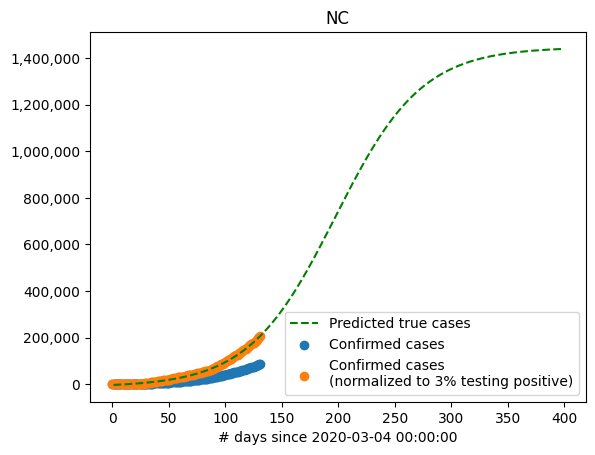 NC
1,400,000
1,200,000
1,000,000
800,000
600,000
400,000
200,000
0
Predicted true cases
Confirmed cases
Confirmed cases
(normalized to 3% testing positive)
0 50 100 150 200 250 300 350 400
# days since 2020-03-04 00:00:00